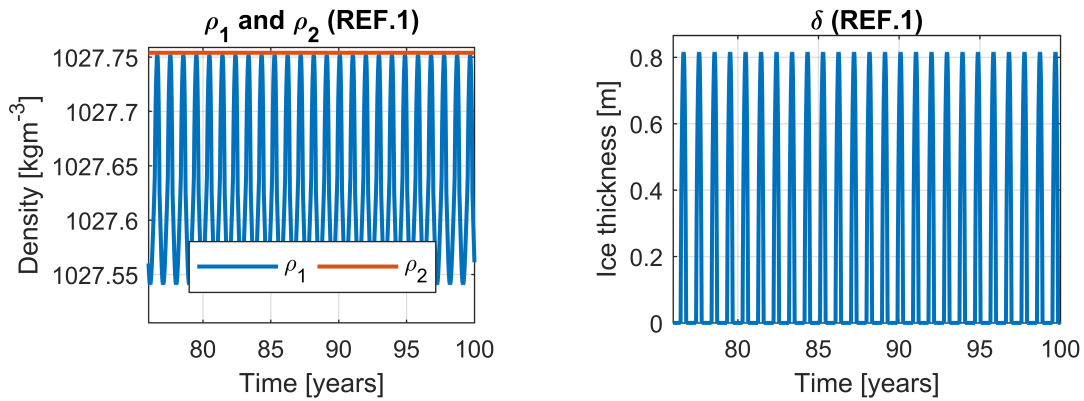 ρ1 and ρ2 (REF.1)
Density [kgm-3]
1027.75
1027.7
1027.65
1027.6
1027.55
ρ1 ρ2
80 85 90 95 100
Time [years]
δ (REF.1)
Ice thickness [m]
0.8
0.6
0.4
0.2
0
80 85 90 95 100
Time [years]